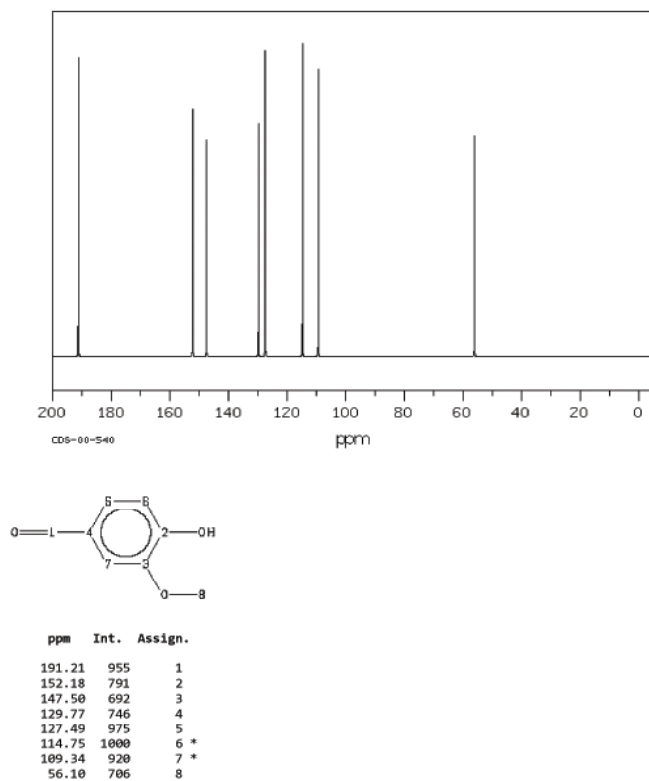 200 180 160 140 120 100 80 60 40 20 0
CDS-00-540
ppm
5 6
O 1 4 2 OH
7 3
O 8
ppm Int. Assign.
191.21 955 1
152.18 791 2
147.50 692 3
129.77 746 4
127.49 975 5
114.75 1000 6 *
109.34 920 7 *
56.10 706 8